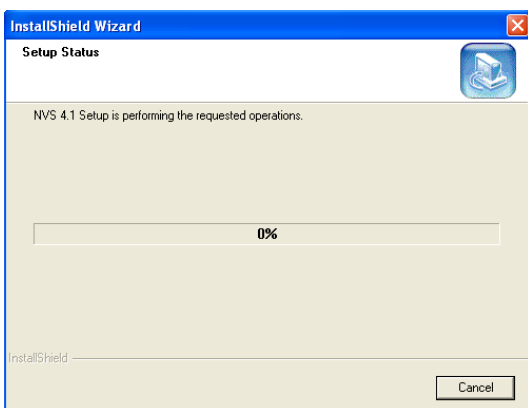 InstallShield Wizard
Setup Status
NVS 4.1 Setup is performing the requested operations.
0%
InstallShield
Cancel